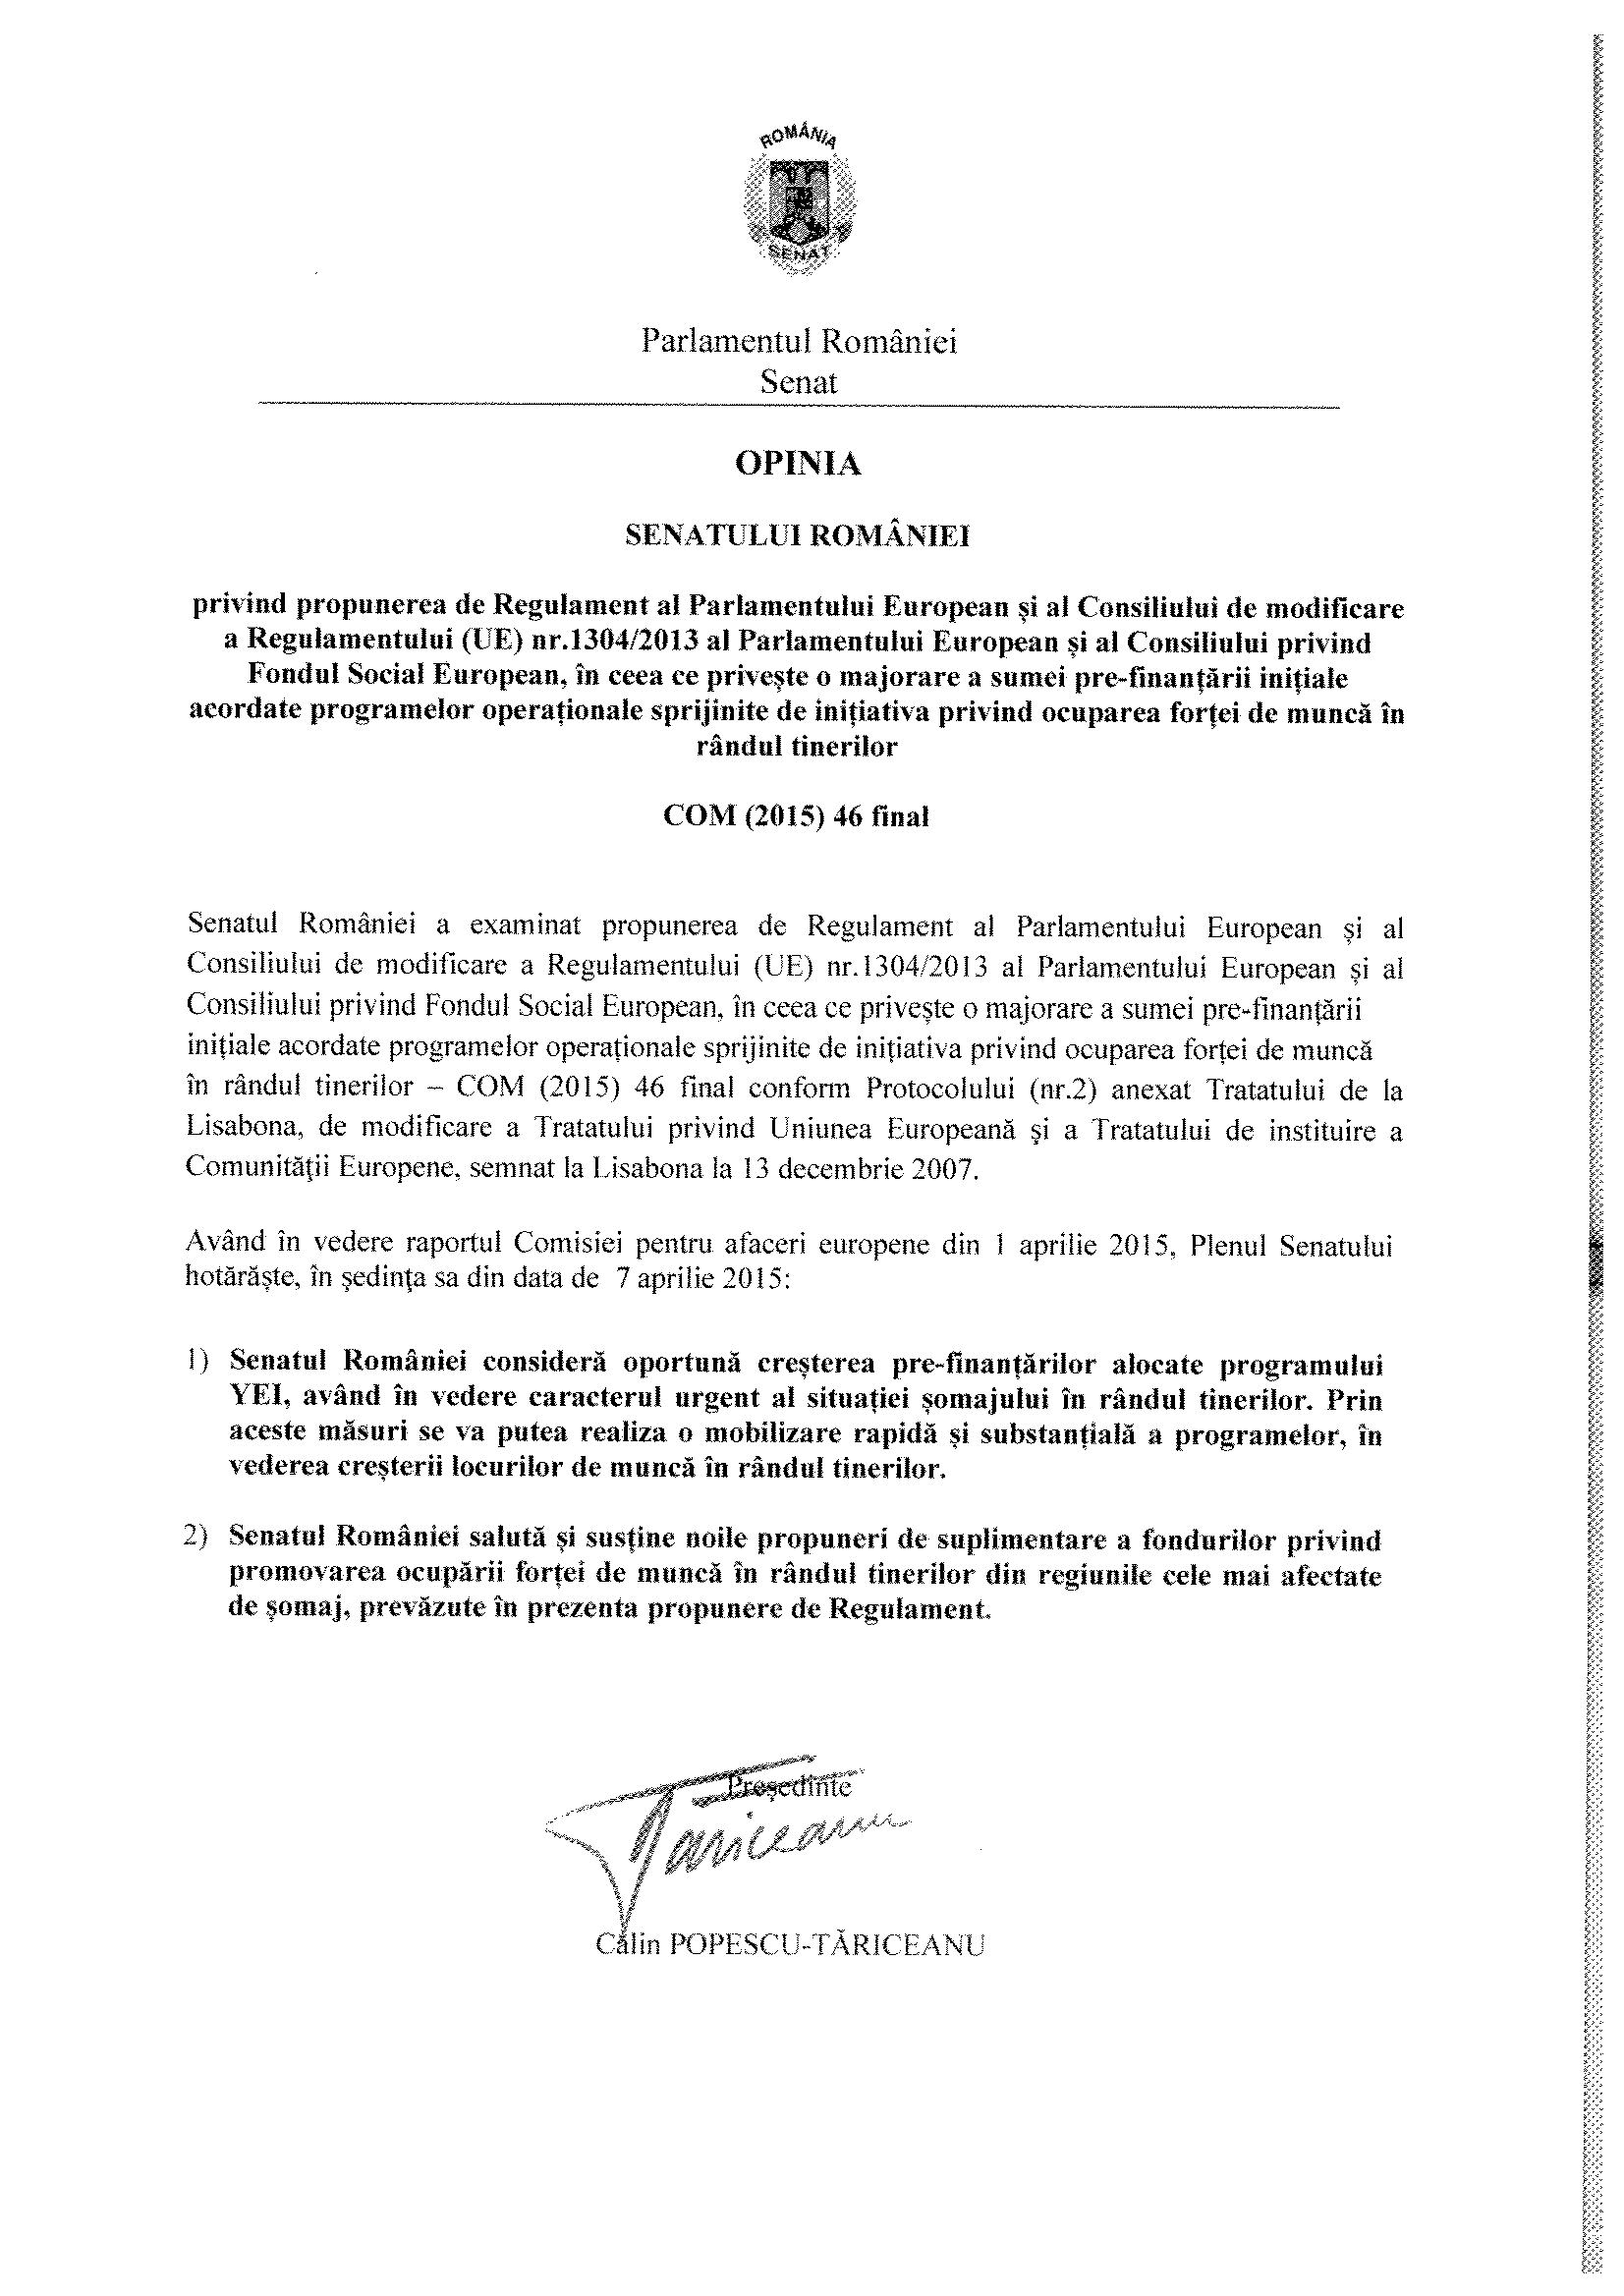 ROMÂNIA
SENAT
Parlamentul României
Senat
OPINIA
SENATULUI ROMÂNIEI
privind propunerea de Regulament al Parlamentului European și al Consiliului de modificare
a Regulamentului (UE) nr.1304/2013 al Parlamentului European și al Consiliului privind
Fondul Social European, în ceea ce privește o majorare a sumei pre-finanțării inițiale
acordate programelor operaționale sprijinite de inițiativa privind ocuparea forței de muncă în
rândul tinerilor
COM (2015) 46 final
Senatul României a examinat propunerea de Regulament al Parlamentului European și al
Consiliului de modificare a Regulamentului (UE) nr.1304/2013 al Parlamentului European și al
Consiliului privind Fondul Social European, în ceea ce privește o majorare a sumei pre-finanțării
inițiale acordate programelor operaționale sprijinite de inițiativa privind ocuparea forței de muncă
în rândul tinerilor – COM (2015) 46 final conform Protocolului (nr.2) anexat Tratatului de la
Lisabona, de modificare a Tratatului privind Uniunea Europeană și a Tratatului de instituire a
Comunității Europene, semnat la Lisabona la 13 decembrie 2007.
Având în vedere raportul Comisiei pentru afaceri europene din 1 aprilie 2015, Plenul Senatului
hotărăște, în ședința sa din data de 7 aprilie 2015:
1) Senatul României consideră oportună creșterea pre-finanțărilor alocate programului
YEI, având în vedere caracterul urgent al situației șomajului în rândul tinerilor. Prin
aceste măsuri se va putea realiza o mobilizare rapidă și substanțială a programelor, în
vederea creșterii locurilor de muncă în rândul tinerilor.
2) Senatul României salută și susține noile propuneri de suplimentare a fondurilor privind
promovarea ocupării forței de muncă în rândul tinerilor din regiunile cele mai afectate
de șomaj, prevăzute în prezenta propunere de Regulament.
Președinte
Tariceanu
Călin POPESCU-TĂRICEANU